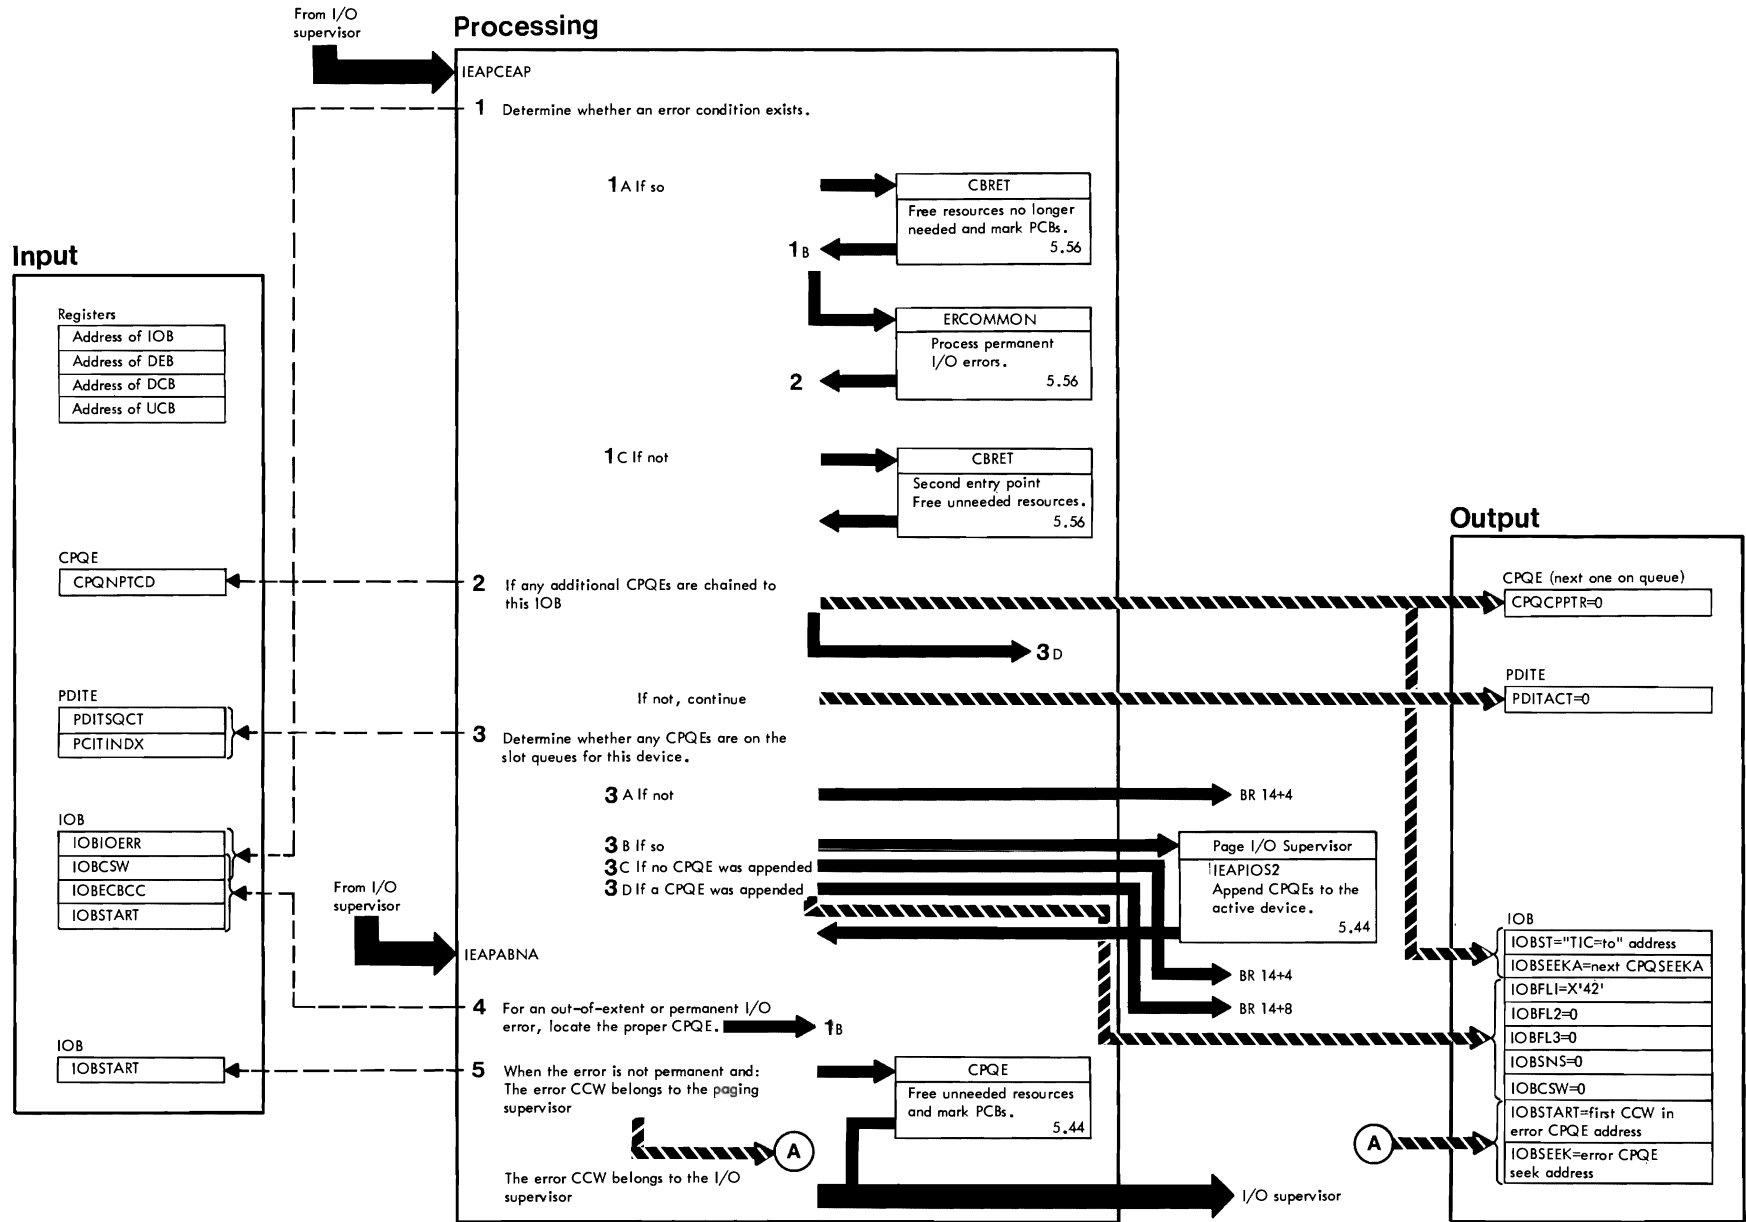 From I/O
supervisor
Processing
IEAPCEAP
1 Determine whether an error condition exists.
1A If so
CBRET
Free resources no longer
needed and mark PCBs.
5.56
1B
ERCOMMON
Process permanent
I/O errors.
5.56
2
1C If not
CBRET
Second entry point
Free unneeded resources.
5.56
Input
Registers
Address of IOB
Address of DEB
Address of DCB
Address of UCB
CPQE
CPQNPTCD
2 If any additional CPQEs are chained to
this IOB
3D
If not, continue
PDITE
PDITSQCT
PCITINDX
3 Determine whether any CPQEs are on the
slot queues for this device.
3A If not
BR 14+4
IOB
IOBIOERR
IOBCSW
IOBECBCC
IOBSTART
3B If so
3C If no CPQE was appended
3D If a CPQE was appended
Page I/O Supervisor
IEAPIOS2
Append CPQEs to the
active device.
5.44
BR 14+4
BR 14+8
From I/O
supervisor
IEAPABNA
4 For an out-of-extent or permanent I/O
error, locate the proper CPQE.
1B
IOB
IOBSTART
5 When the error is not permanent and:
The error CCW belongs to the paging
supervisor
CPQE
Free unneeded resources
and mark PCBs.
5.44
A
The error CCW belongs to the I/O
supervisor
I/O supervisor
Output
CPQE (next one on queue)
CPQCPPTR=0
PDITE
PDITACT=0
IOB
IOBST="TIC=to" address
IOBSEEKA=next CPQSEEKA
IOBFL1=X'42'
IOBFL2=0
IOBFL3=0
IOBSNS=0
IOBCSW=0
IOBSTART=first CCW in
error CPQE address
IOBSEEK=error CPQE
seek address
A